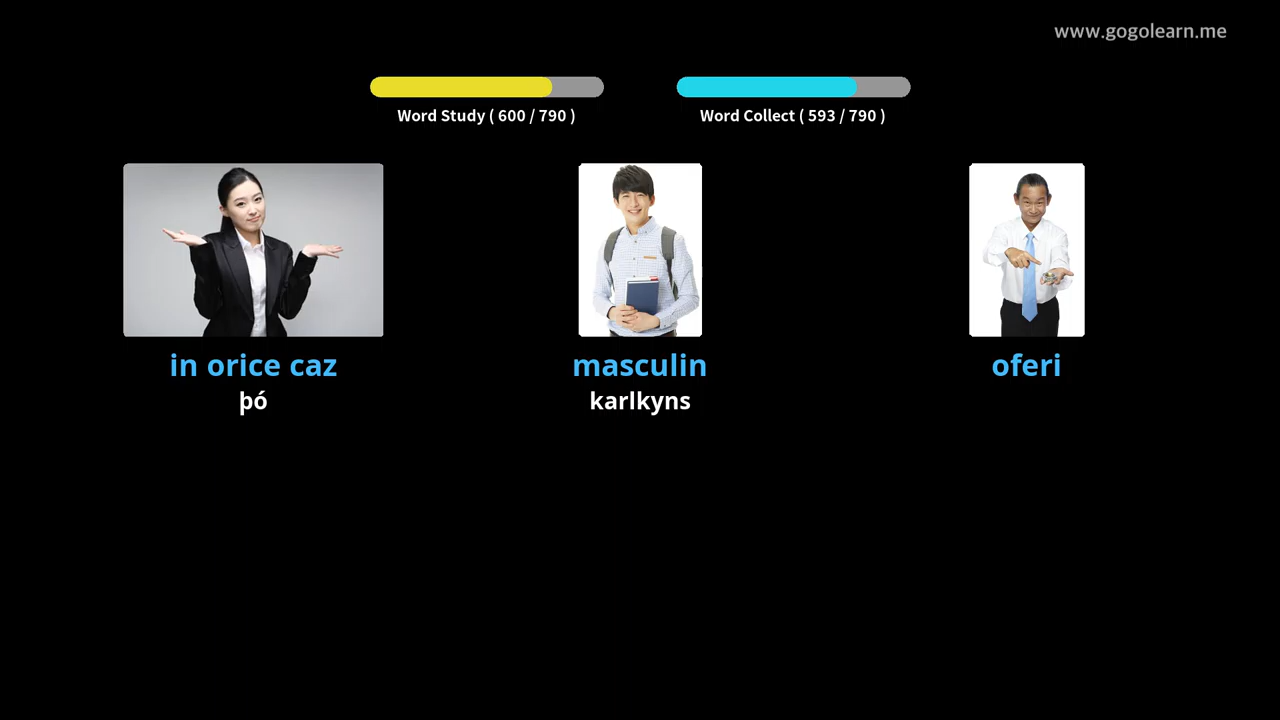 www.gogolearn.me
Word Study ( 600 / 790 )
Word Collect ( 593 / 790 )
in orice caz
masculin
oferi
þó
karlkyns